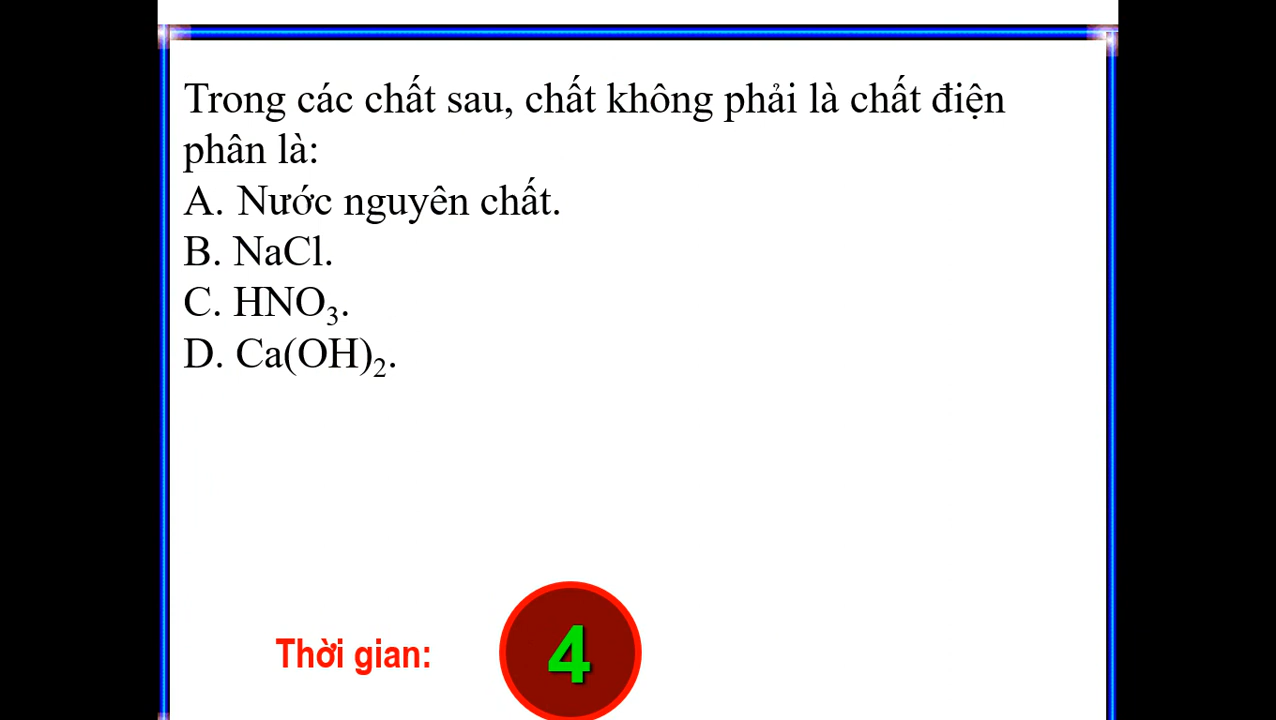 Trong các chất sau, chất không phải là chất điện
phân là:
A. Nước nguyên chất.
B. NaCl.
C. HNO₃.
D. Ca(OH)₂.
Thời gian: 4